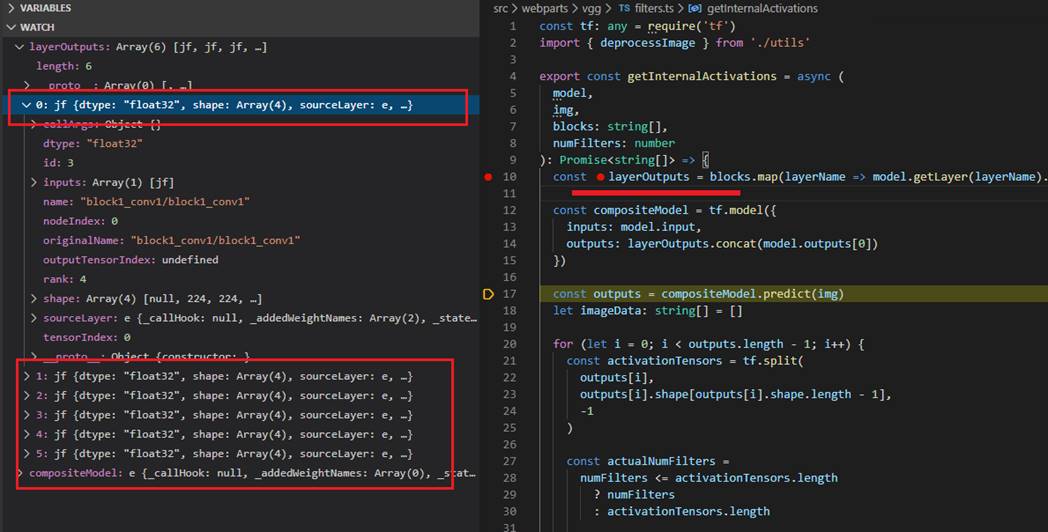 VARIABLES
WATCH
layerOutputs: Array(6) [jf, jf, jf, …]
length: 6
__proto__: Array(0) [, …]
0: jf {dtype: "float32", shape: Array(4), sourceLayer: e, …}
callArgs: Object {}
dtype: "float32"
id: 3
inputs: Array(1) [jf]
name: "block1_conv1/block1_conv1"
nodeIndex: 0
originalName: "block1_conv1/block1_conv1"
outputTensorIndex: undefined
rank: 4
shape: Array(4) [null, 224, 224, …]
sourceLayer: e {_callHook: null, _addedWeightNames: Array(2), _state…
tensorIndex: 0
__proto__: Object {constructor: }
1: jf {dtype: "float32", shape: Array(4), sourceLayer: e, …}
2: jf {dtype: "float32", shape: Array(4), sourceLayer: e, …}
3: jf {dtype: "float32", shape: Array(4), sourceLayer: e, …}
4: jf {dtype: "float32", shape: Array(4), sourceLayer: e, …}
5: jf {dtype: "float32", shape: Array(4), sourceLayer: e, …}
compositeModel: e {_callHook: null, _addedWeightNames: Array(0), _stat…
src > webparts > vgg > TS filters.ts > getInternalActivations
1 const tf: any = require('tf')
2 import { deprocessImage } from './utils'
3
4 export const getInternalActivations = async (
5 model,
6 img,
7 blocks: string[],
8 numFilters: number
9 ): Promise<string[]> => {
10 const layerOutputs = blocks.map(layerName => model.getLayer(layerName).
11
12 const compositeModel = tf.model({
13 inputs: model.input,
14 outputs: layerOutputs.concat(model.outputs[0])
15 })
16
17 const outputs = compositeModel.predict(img)
18 let imageData: string[] = []
19
20 for (let i = 0; i < outputs.length - 1; i++) {
21 const activationTensors = tf.split(
22 outputs[i],
23 outputs[i].shape[outputs[i].shape.length - 1],
24 -1
25 )
26
27 const actualNumFilters =
28 numFilters <= activationTensors.length
29 ? numFilters
30 : activationTensors.length
31